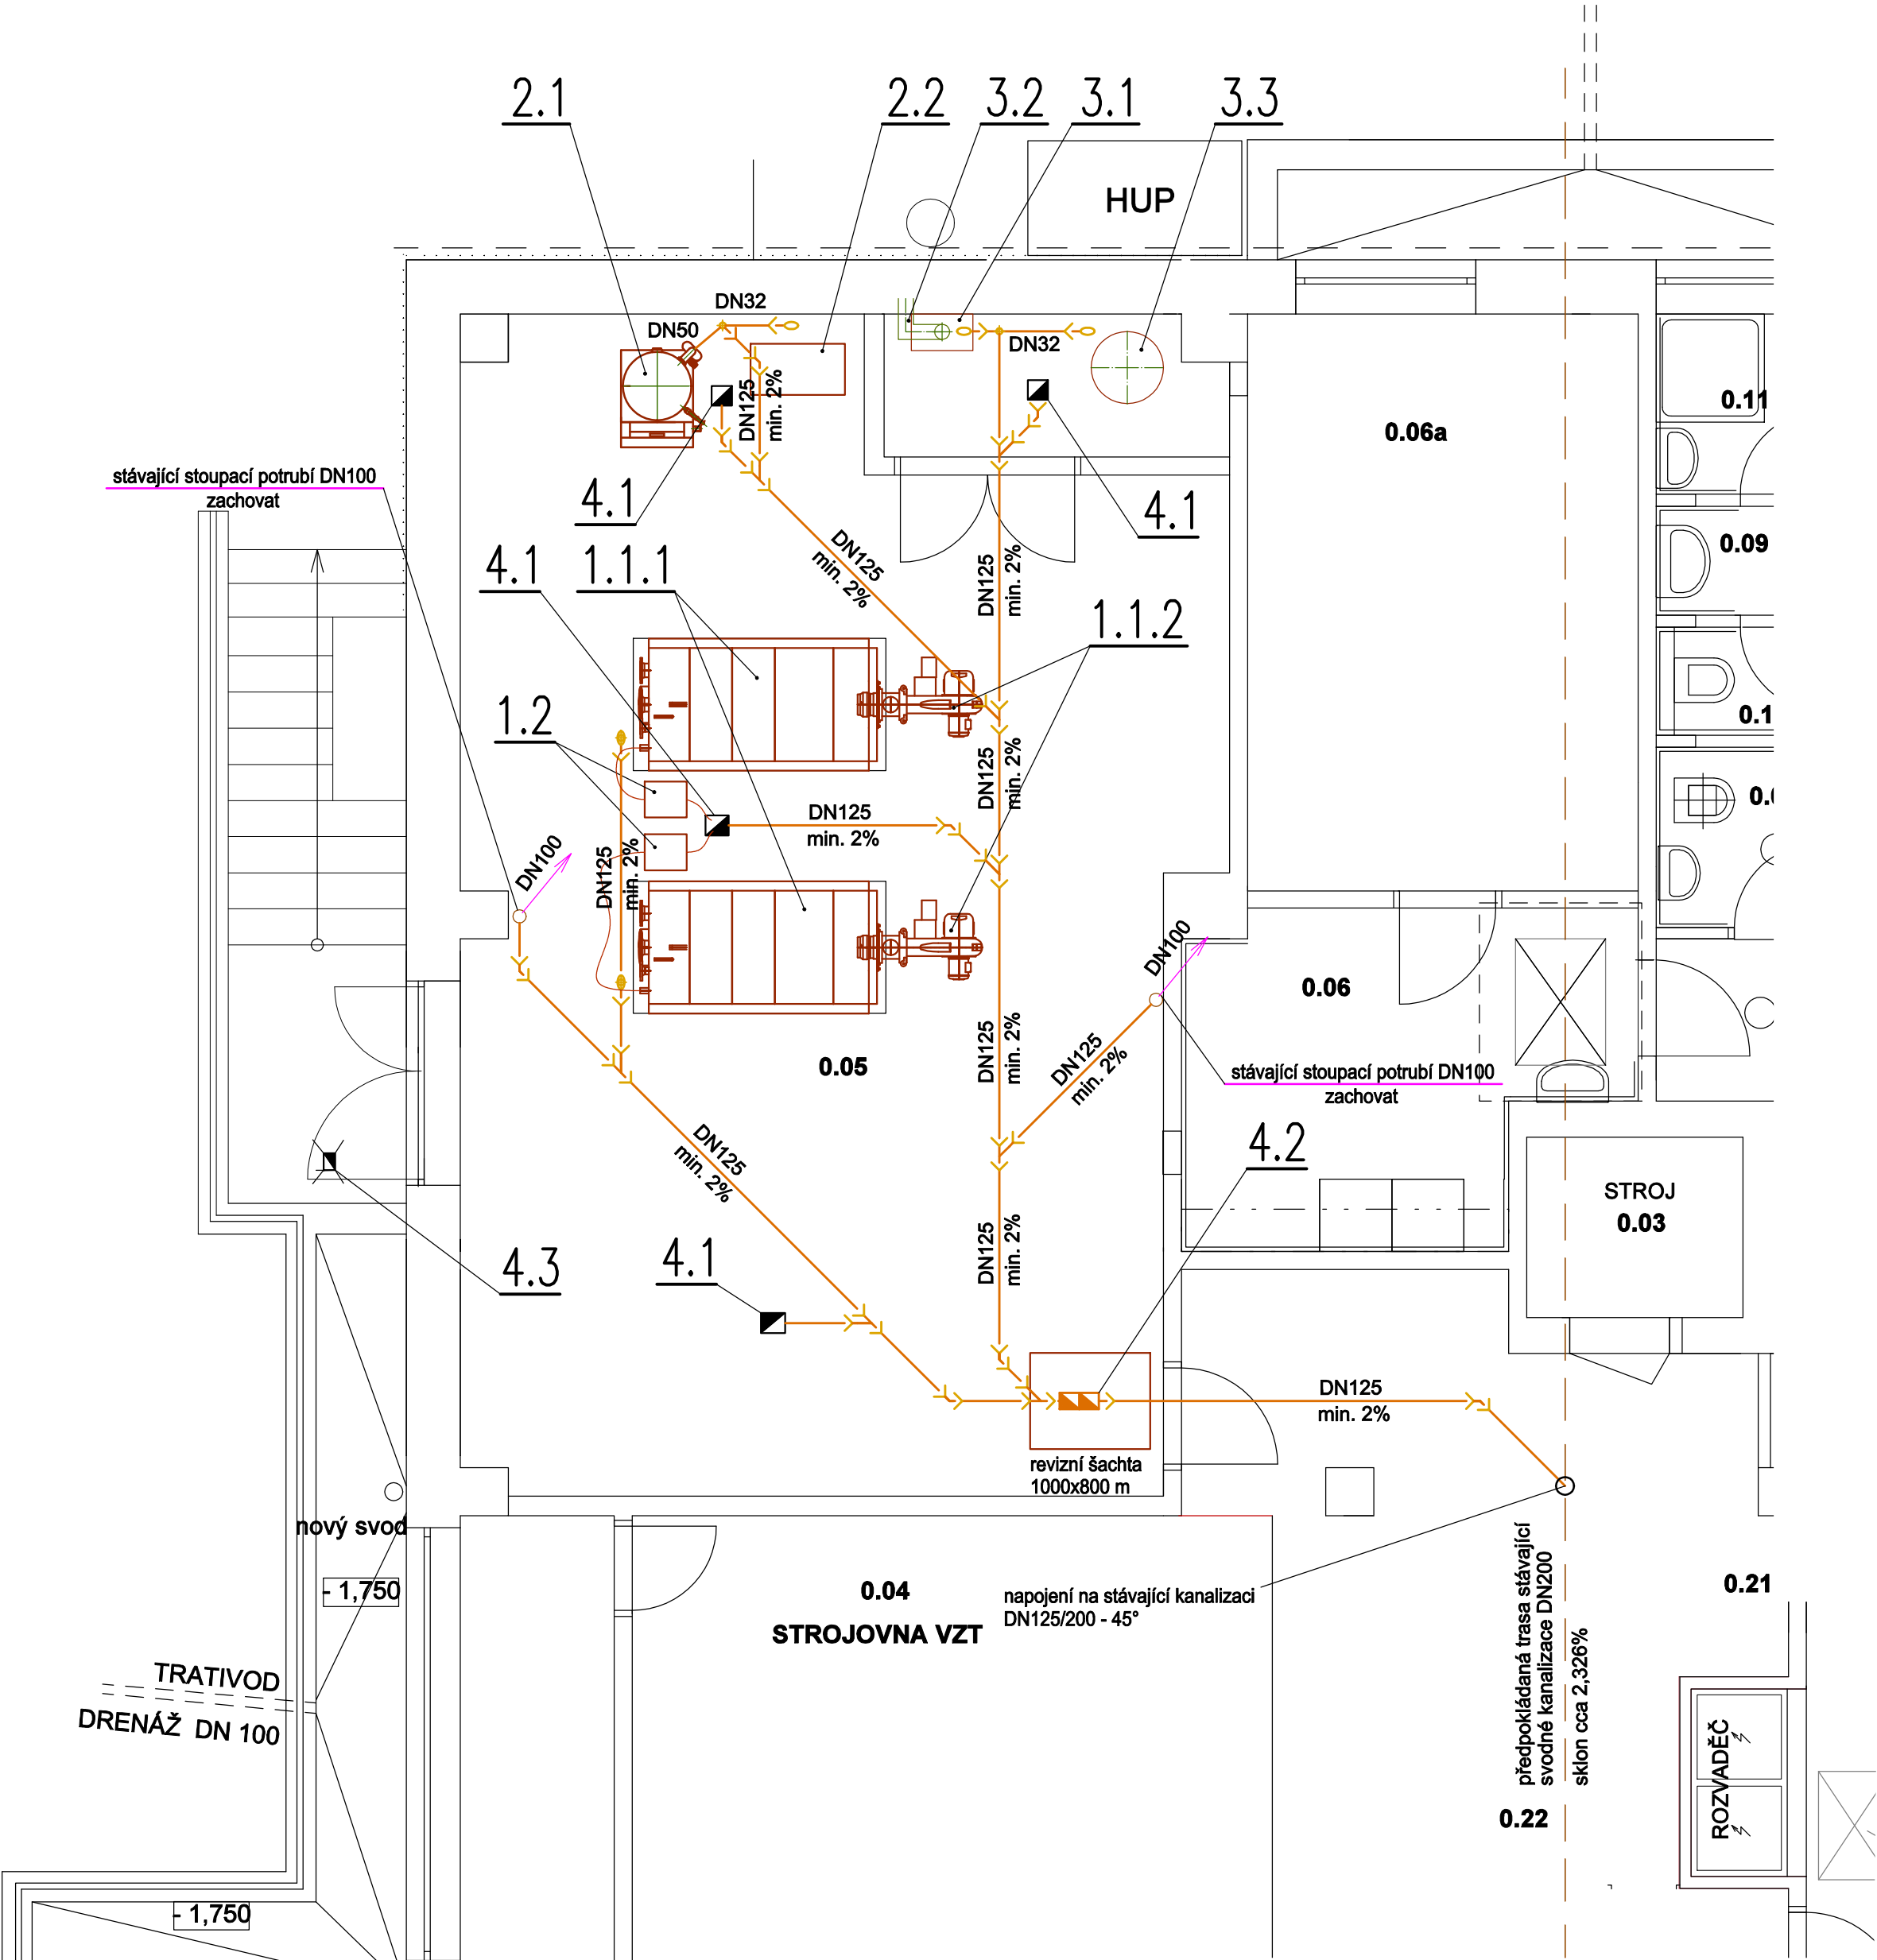 2.1
2.2
3.2
3.1
3.3
HUP
DN32
DN50
DN32
DN125
min. 2%
0.11
0.06a
stávající stoupací potrubí DN100
zachovat
4.1
4.1
DN125
min. 2%
0.09
4.1
1.1.1
DN125
min. 2%
1.1.2
1.2
DN125
min. 2%
DN125
min. 2%
DN125
min. 2%
DN100
DN100
0.06
DN125
min. 2%
DN125
min. 2%
0.05
stávající stoupací potrubí DN100
zachovat
DN125
min. 2%
4.2
STROJ
0.03
4.3
4.1
DN125
min. 2%
DN125
min. 2%
revizní šachta
1000x800 m
nový svod
- 1,750
0.04
STROJOVNA VZT
napojení na stávající kanalizaci
DN125/200 - 45°
předpokládaná trasa stávající
svodné kanalizace DN200
sklon cca 2,326%
0.21
TRATIVOD
DRENÁŽ DN 100
ROZVADĚČ
0.22
- 1,750